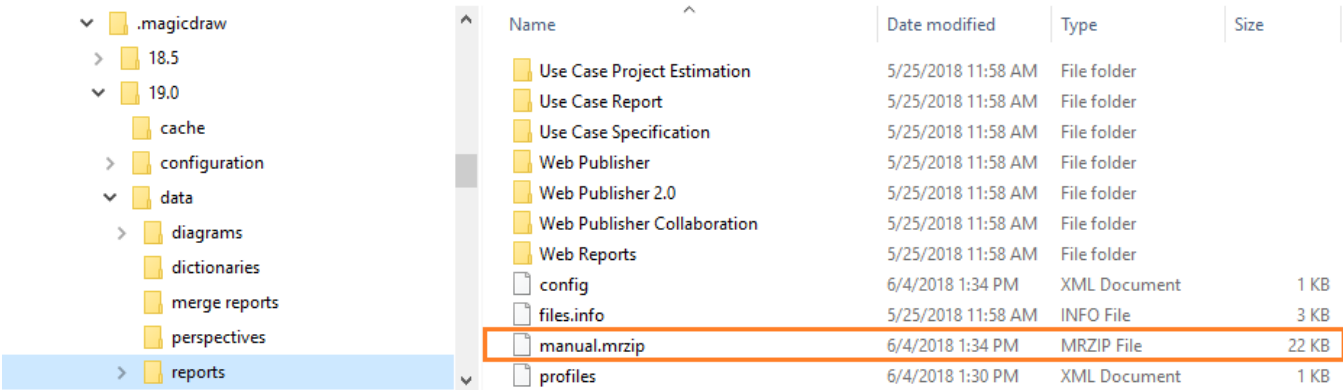 .magicdraw
18.5
19.0
cache
configuration
data
diagrams
dictionaries
merge reports
perspectives
reports
Name Date modified Type Size
Use Case Project Estimation 5/25/2018 11:58 AM File folder
Use Case Report 5/25/2018 11:58 AM File folder
Use Case Specification 5/25/2018 11:58 AM File folder
Web Publisher 5/25/2018 11:58 AM File folder
Web Publisher 2.0 5/25/2018 11:58 AM File folder
Web Publisher Collaboration 5/25/2018 11:58 AM File folder
Web Reports 5/25/2018 11:58 AM File folder
config 6/4/2018 1:34 PM XML Document 1 KB
files.info 5/25/2018 11:58 AM INFO File 3 KB
manual.mrzip 6/4/2018 1:34 PM MRZIP File 22 KB
profiles 6/4/2018 1:30 PM XML Document 1 KB